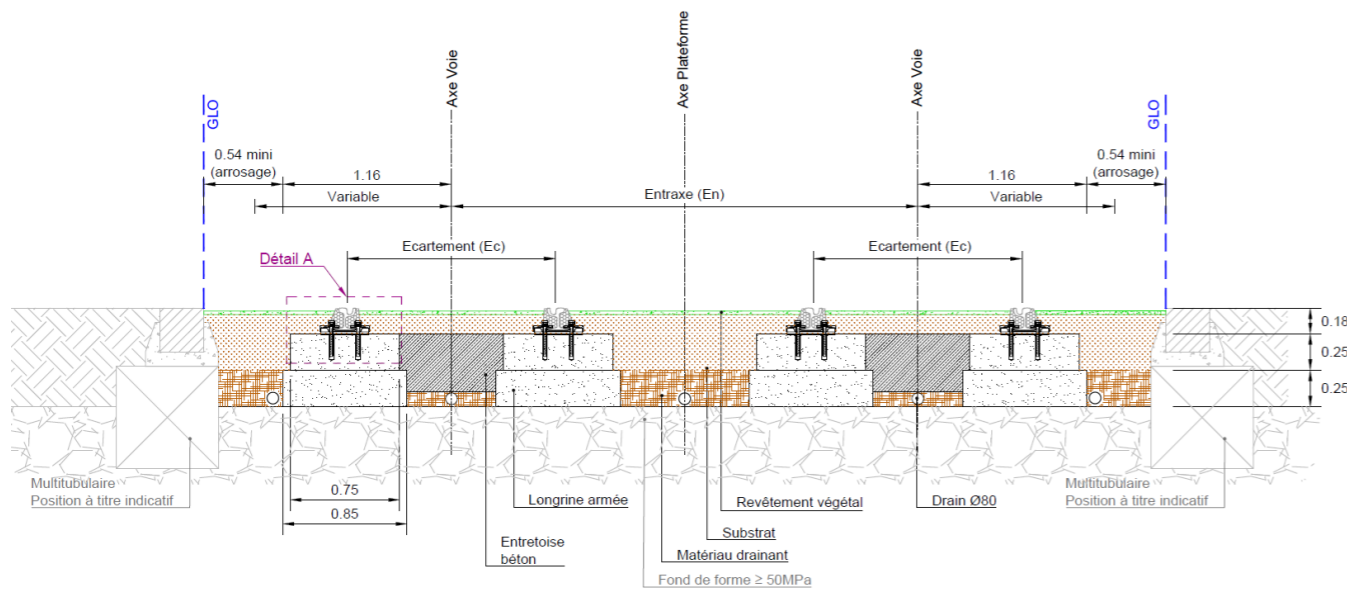 Axe Voie
Axe Plateforme
Axe Voie
GLO
GLO
0.54 mini
(arrosage)
1.16
Variable
Entraxe (En)
1.16
Variable
0.54 mini
(arrosage)
Ecartement (Ec)
Ecartement (Ec)
Détail A
0.18
0.25
0.25
Multitubulaire
Position à titre indicatif
0.75
0.85
Longrine armée
Entretoise
béton
Revêtement végétal
Substrat
Matériau drainant
Fond de forme ≥ 50MPa
Drain Ø80
Multitubulaire
Position à titre indicatif